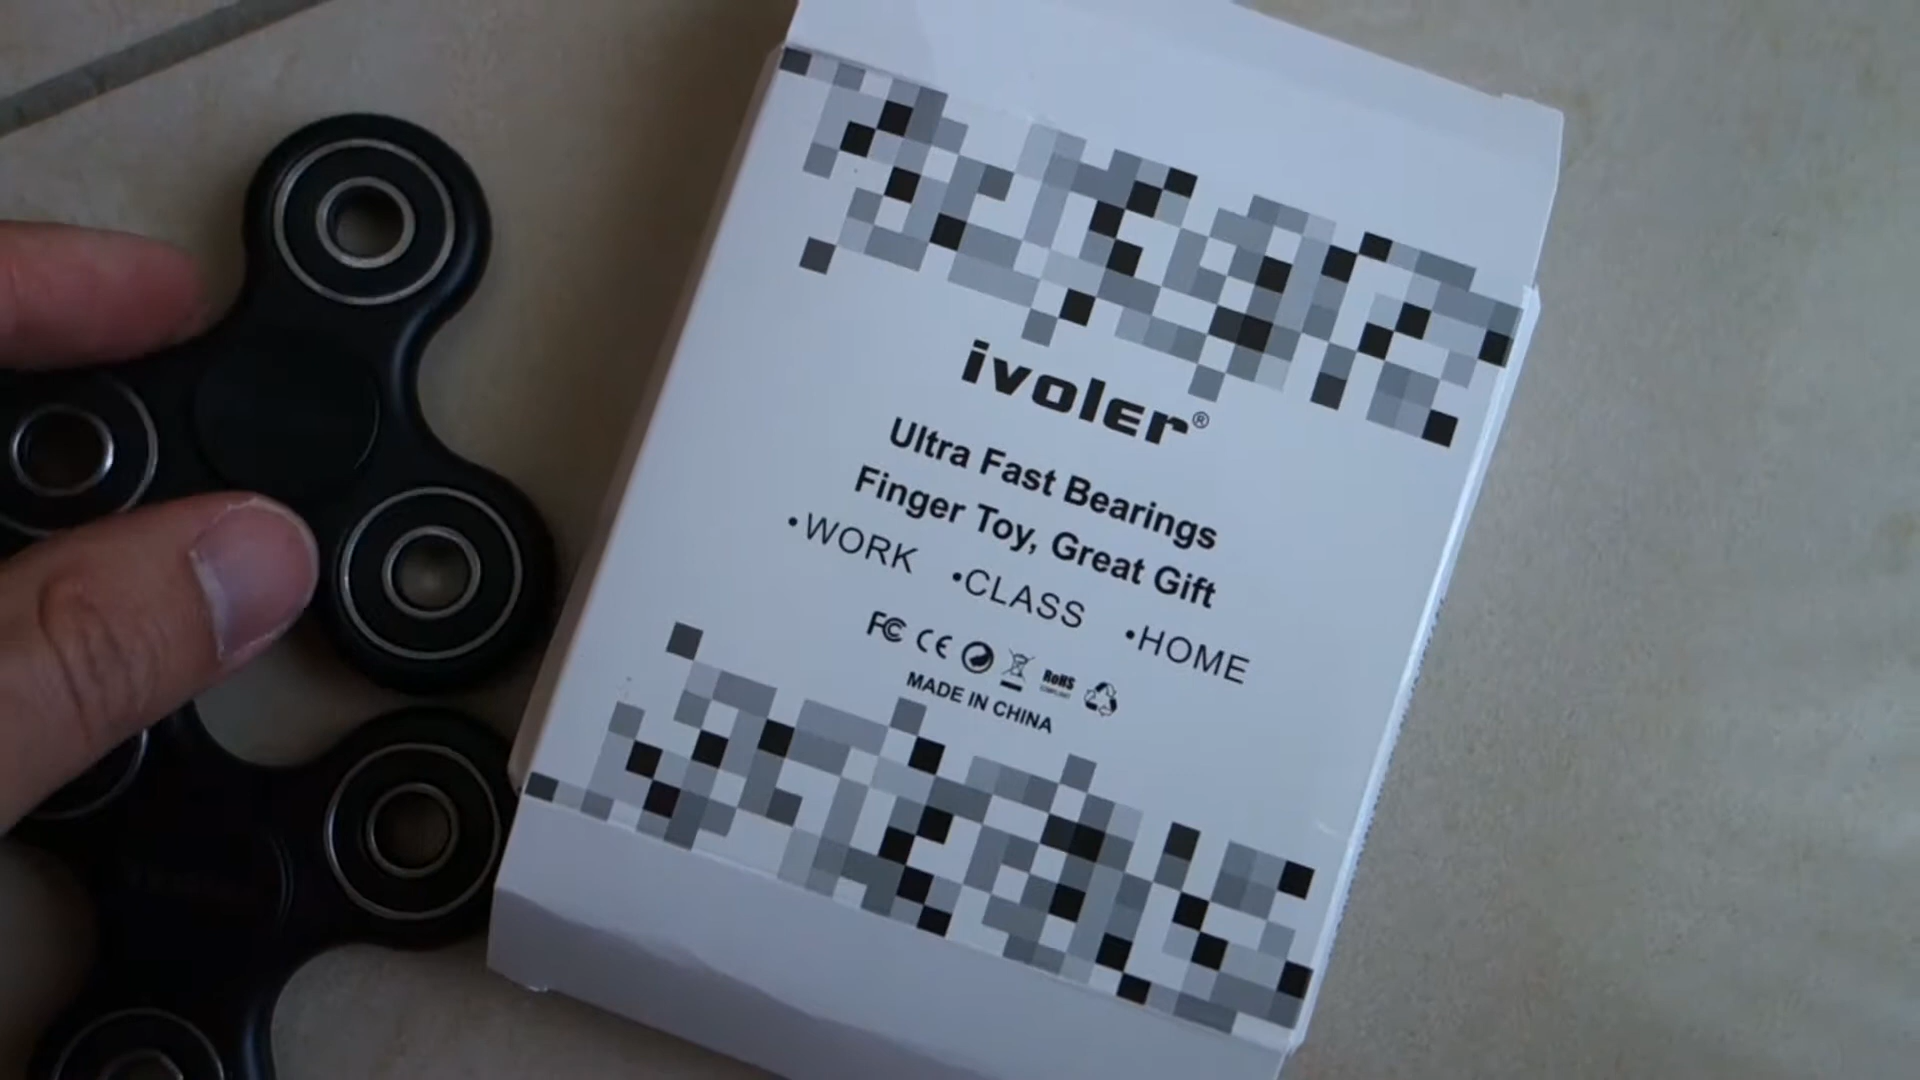 ivoler®
Ultra Fast Bearings
Finger Toy, Great Gift
•WORK •CLASS •HOME
FC CE RoHS
MADE IN CHINA